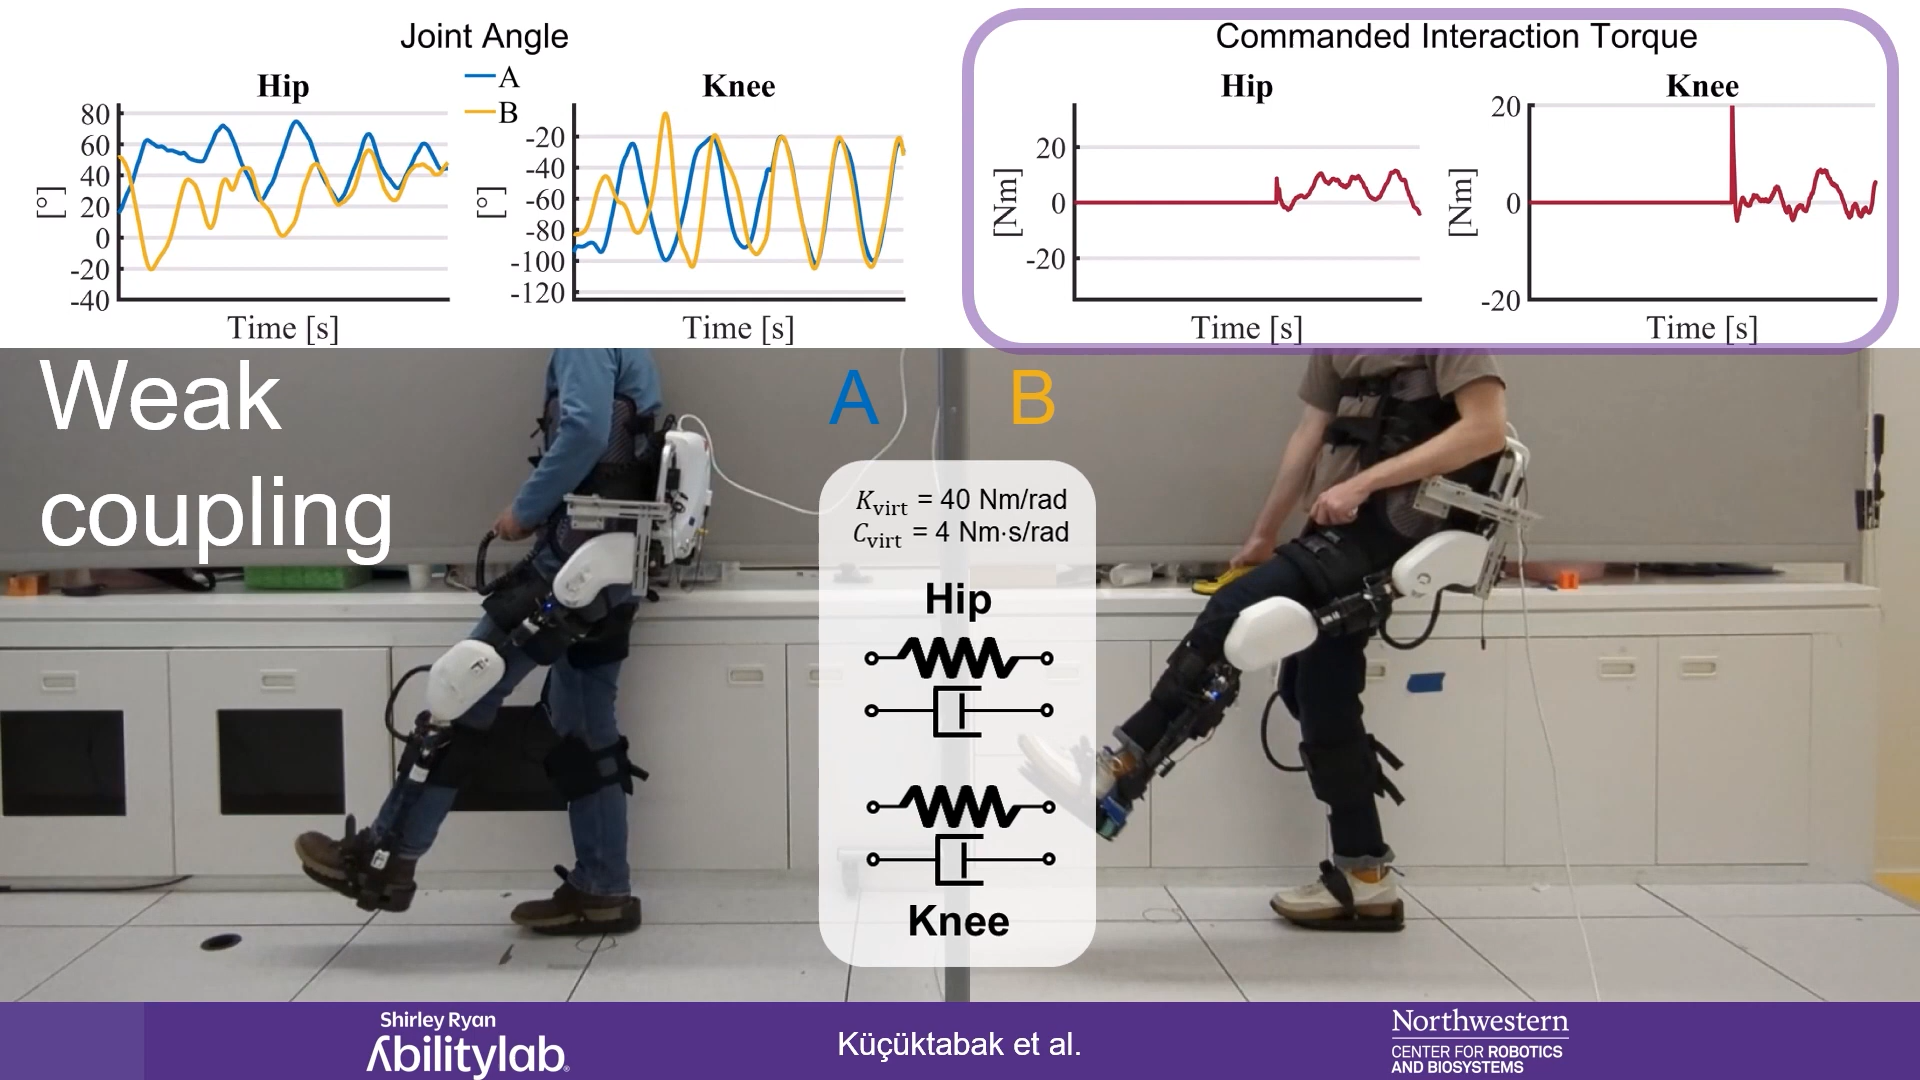 Joint Angle
Hip
A
B
Knee
80
60
40
20
0
-20
-40
[°]
Time [s]
-20
-40
-60
-80
-100
-120
[°]
Time [s]
Commanded Interaction Torque
Hip
20
0
-20
[Nm]
Time [s]
Knee
20
0
-20
[Nm]
Time [s]
Weak
coupling
A
B
Kvirt = 40 Nm/rad
Cvirt = 4 Nm·s/rad
Hip
Knee
Shirley Ryan
Abilitylab
Küçüktabak et al.
Northwestern
CENTER FOR ROBOTICS
AND BIOSYSTEMS